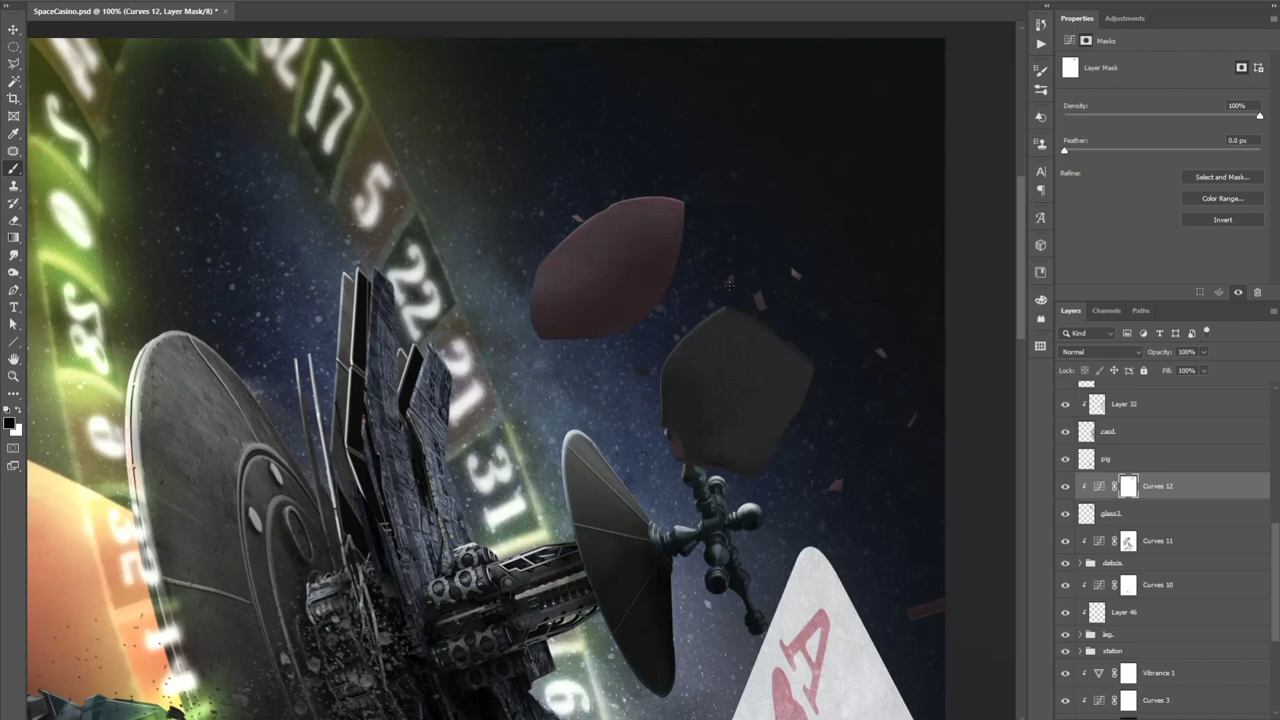 SpaceCasino.psd @ 100% (Curves 12, Layer Mask/8) *
Properties
Adjustments
Masks
Layer Mask
Density:
100%
Feather:
0.0 px
Refine:
Select and Mask...
Color Range...
Invert
Layers
Channels
Paths
Kind
Normal
Opacity: 100%
Lock:
Fill: 100%
Layer 32
card.
pig
Curves 12
glass3.
Curves 11
debris.
Curves 10
Layer 46
leg.
station
Vibrance 1
Curves 3
17
5
22
21
31
9
A